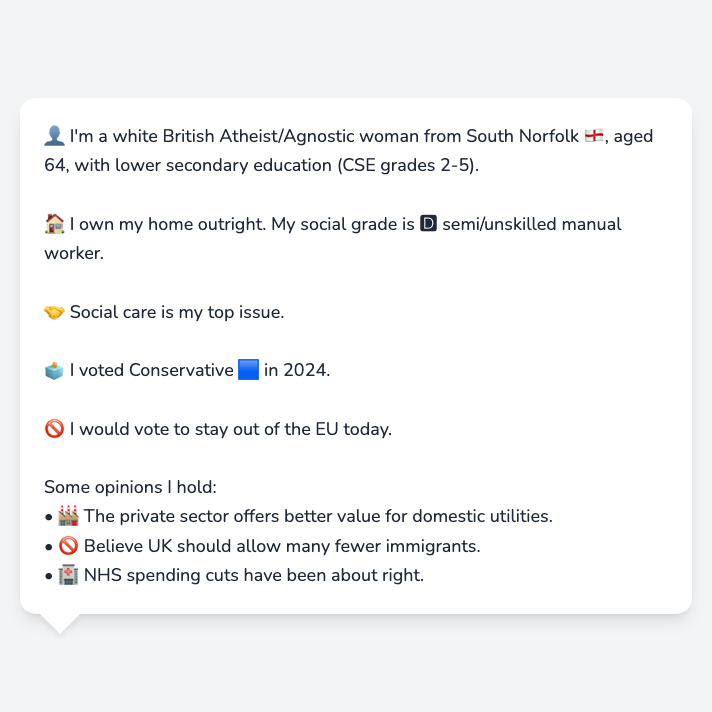 👤 I'm a white British Atheist/Agnostic woman from South Norfolk 🏴󠁧󠁢󠁥󠁮󠁧󠁿, aged
64, with lower secondary education (CSE grades 2-5).
🏠 I own my home outright. My social grade is 🅳 semi/unskilled manual
worker.
🤝 Social care is my top issue.
🗳️ I voted Conservative 🟦 in 2024.
🚫 I would vote to stay out of the EU today.
Some opinions I hold:
• 🏭 The private sector offers better value for domestic utilities.
• 🚫 Believe UK should allow many fewer immigrants.
• 🏥 NHS spending cuts have been about right.